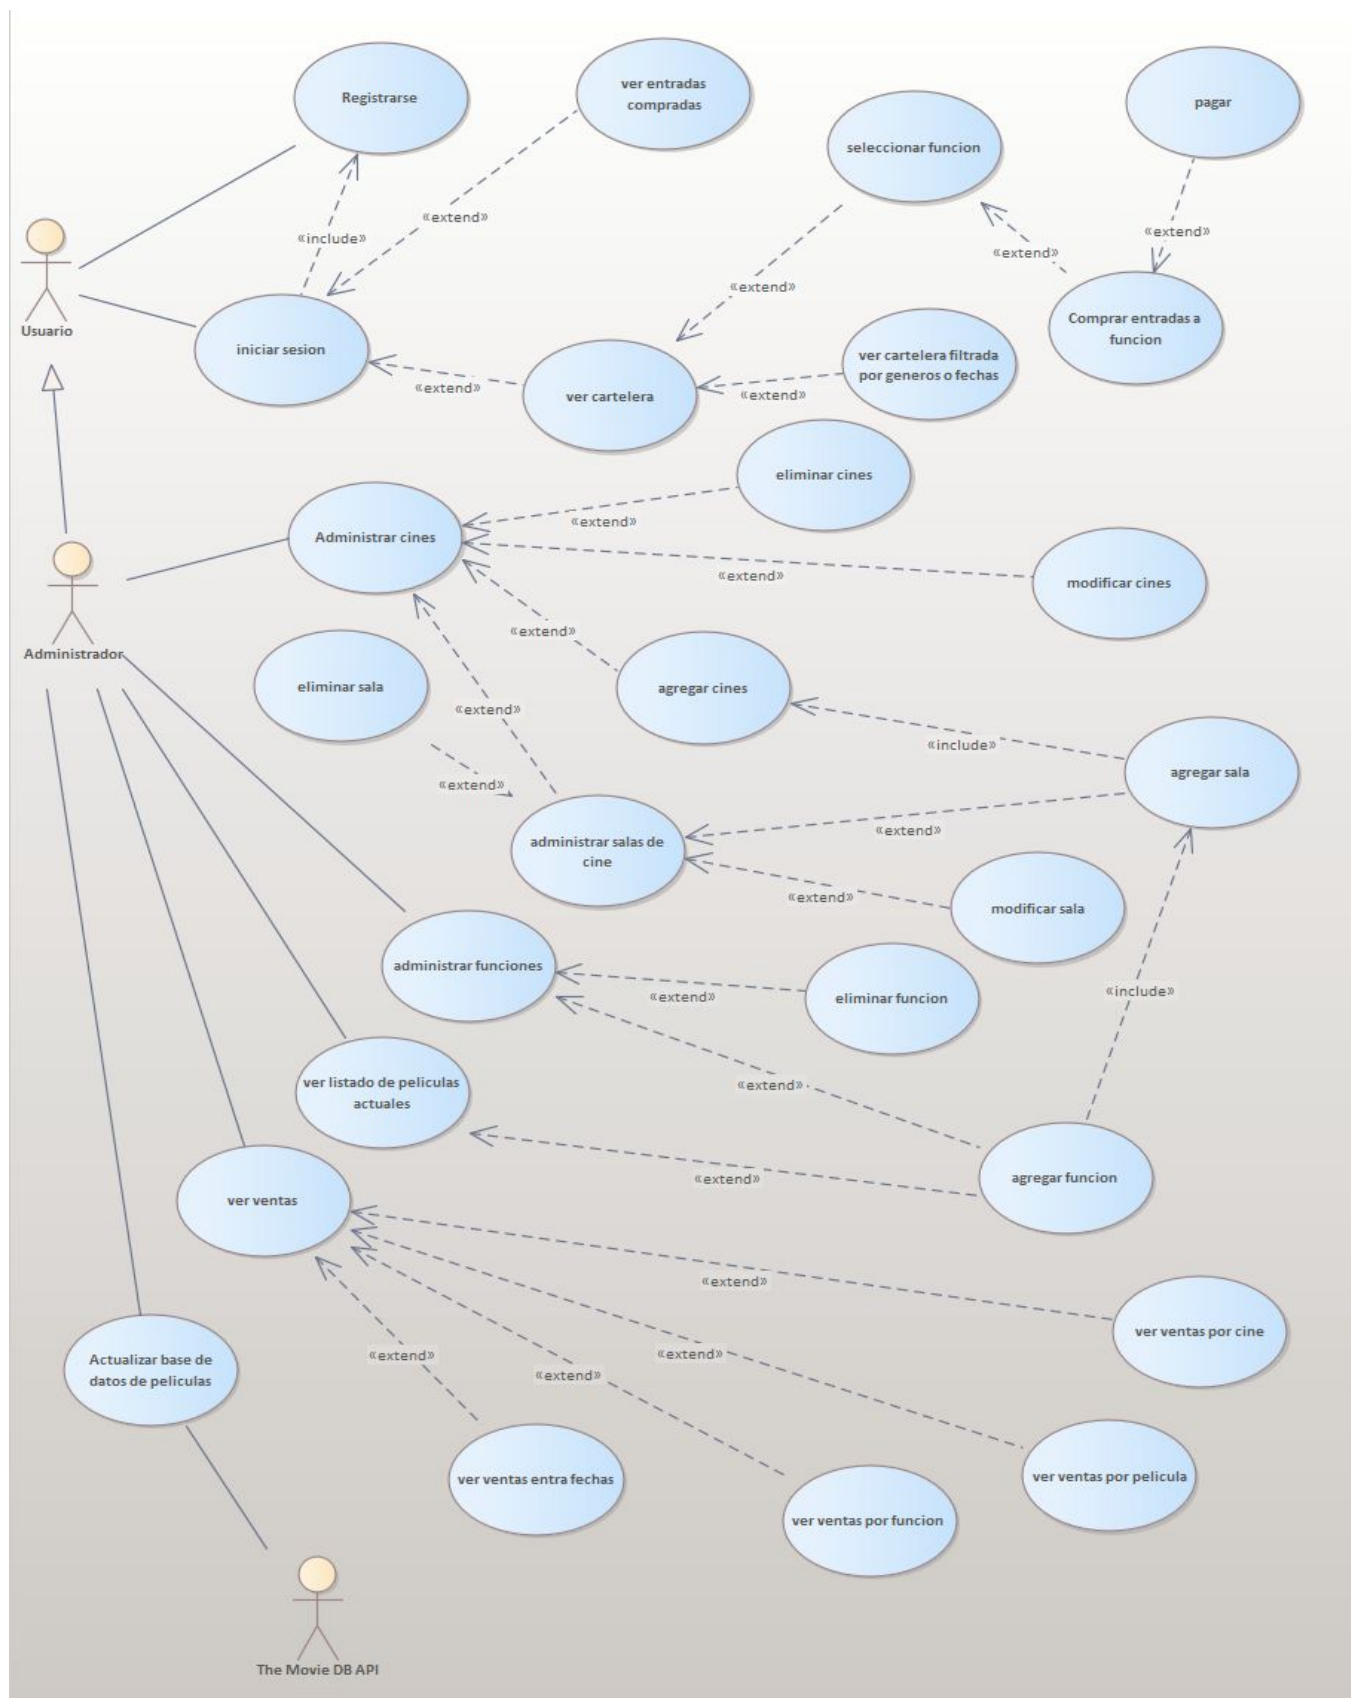 Registrarse
ver entradas
compradas
pagar
seleccionar funcion
«extend»
«include»
«extend»
«extend»
«extend»
Usuario
iniciar sesion
Comprar entradas a
funcion
ver cartelera filtrada
por generos o fechas
«extend»
«extend»
ver cartelera
eliminar cines
Administrar cines
«extend»
«extend»
modificar cines
Administrador
«extend»
eliminar sala
agregar cines
«extend»
«include»
agregar sala
«extend»
administrar salas de
cine
«extend»
«extend»
modificar sala
administrar funciones
«extend»
eliminar funcion
«include»
ver listado de peliculas
actuales
«extend»
«extend»
agregar funcion
ver ventas
«extend»
ver ventas por cine
Actualizar base de
datos de peliculas
«extend»
«extend»
«extend»
ver ventas entra fechas
ver ventas por pelicula
ver ventas por funcion
The Movie DB API